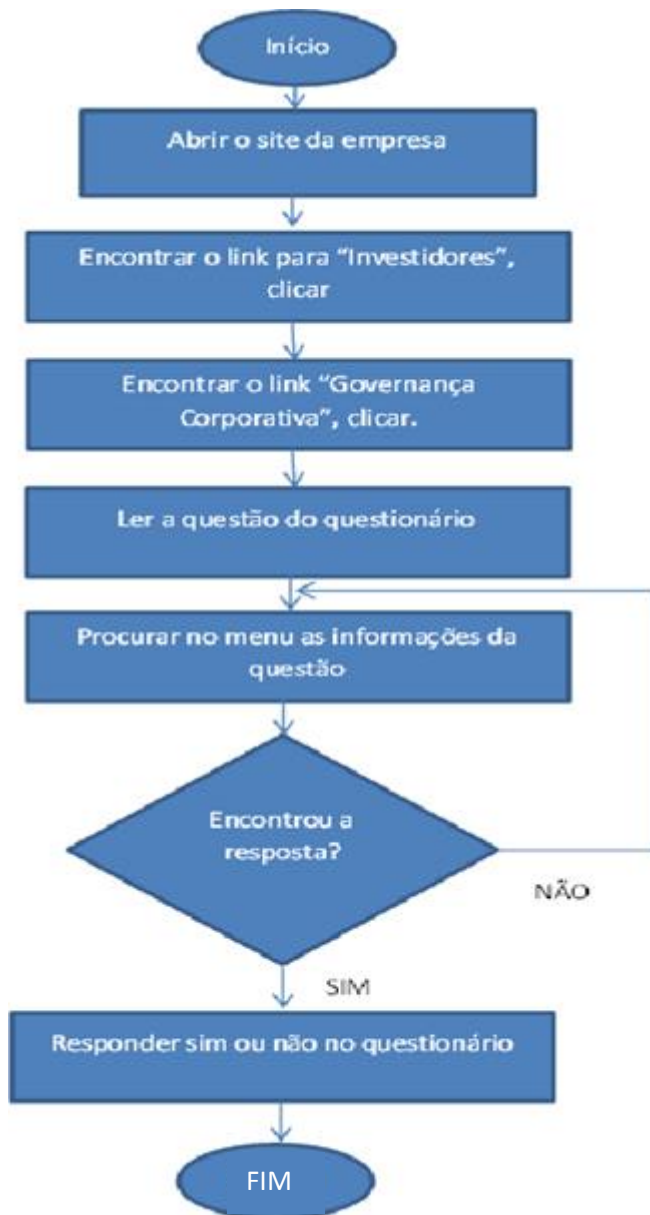 Início
Abrir o site da empresa
Encontrar o link para “Investidores”,
clicar
Encontrar o link “Governança
Corporativa”, clicar.
Ler a questão do questionário
Procurar no menu as informações da
questão
Encontrou a
resposta?
NÃO
SIM
Responder sim ou não no questionário
FIM